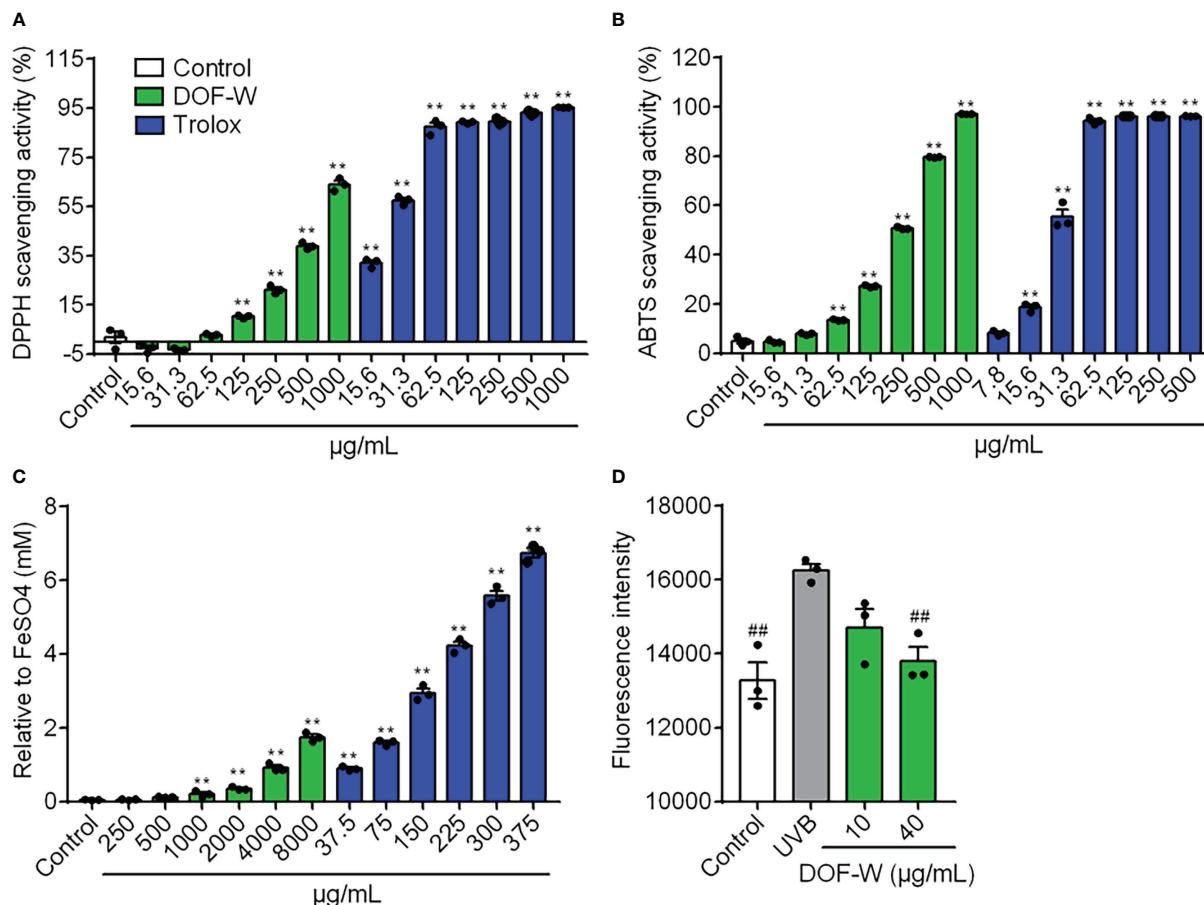 A
DPPH scavenging activity (%)
115
95
75
55
35
15
-5
Control
DOF-W
Trolox
** ** ** ** ** ** ** ** ** ** **
Control 15.6 31.3 62.5 125 250 500 1000 15.6 31.3 62.5 125 250 500 1000
µg/mL
B
ABTS scavenging activity (%)
120
100
80
60
40
20
0
** ** ** ** ** ** ** ** ** ** **
Control 15.6 31.3 62.5 125 250 500 1000 7.8 15.6 31.3 62.5 125 250 500
µg/mL
C
Relative to FeSO4 (mM)
8
6
4
2
0
** ** ** ** ** ** ** ** ** **
Control 250 500 1000 2000 4000 8000 37.5 75 150 225 300 375
µg/mL
D
Fluorescence intensity
18000
16000
14000
12000
10000
## ##
Control UVB 10 40
DOF-W (µg/mL)